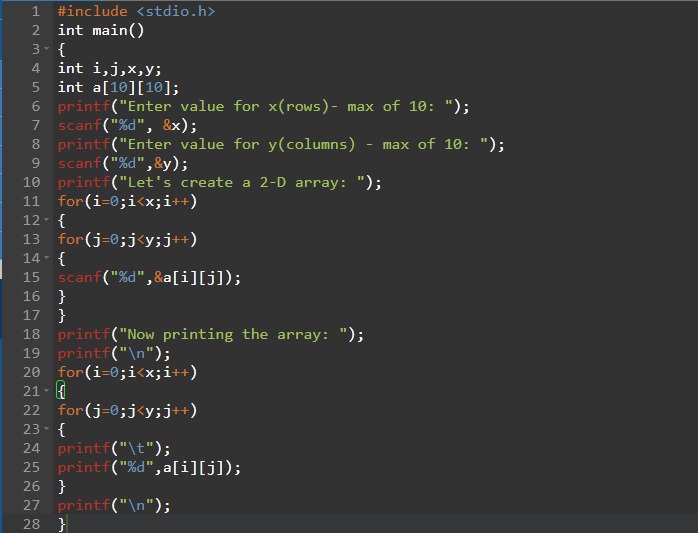 1 #include <stdio.h>
2 int main()
3 {
4 int i,j,x,y;
5 int a[10][10];
6 printf("Enter value for x(rows)- max of 10: ");
7 scanf("%d", &x);
8 printf("Enter value for y(columns) - max of 10: ");
9 scanf("%d",&y);
10 printf("Let's create a 2-D array: ");
11 for(i=0;i<x;i++)
12 {
13 for(j=0;j<y;j++)
14 {
15 scanf("%d",&a[i][j]);
16 }
17 }
18 printf("Now printing the array: ");
19 printf("\n");
20 for(i=0;i<x;i++)
21 {
22 for(j=0;j<y;j++)
23 {
24 printf("\t");
25 printf("%d",a[i][j]);
26 }
27 printf("\n");
28 }